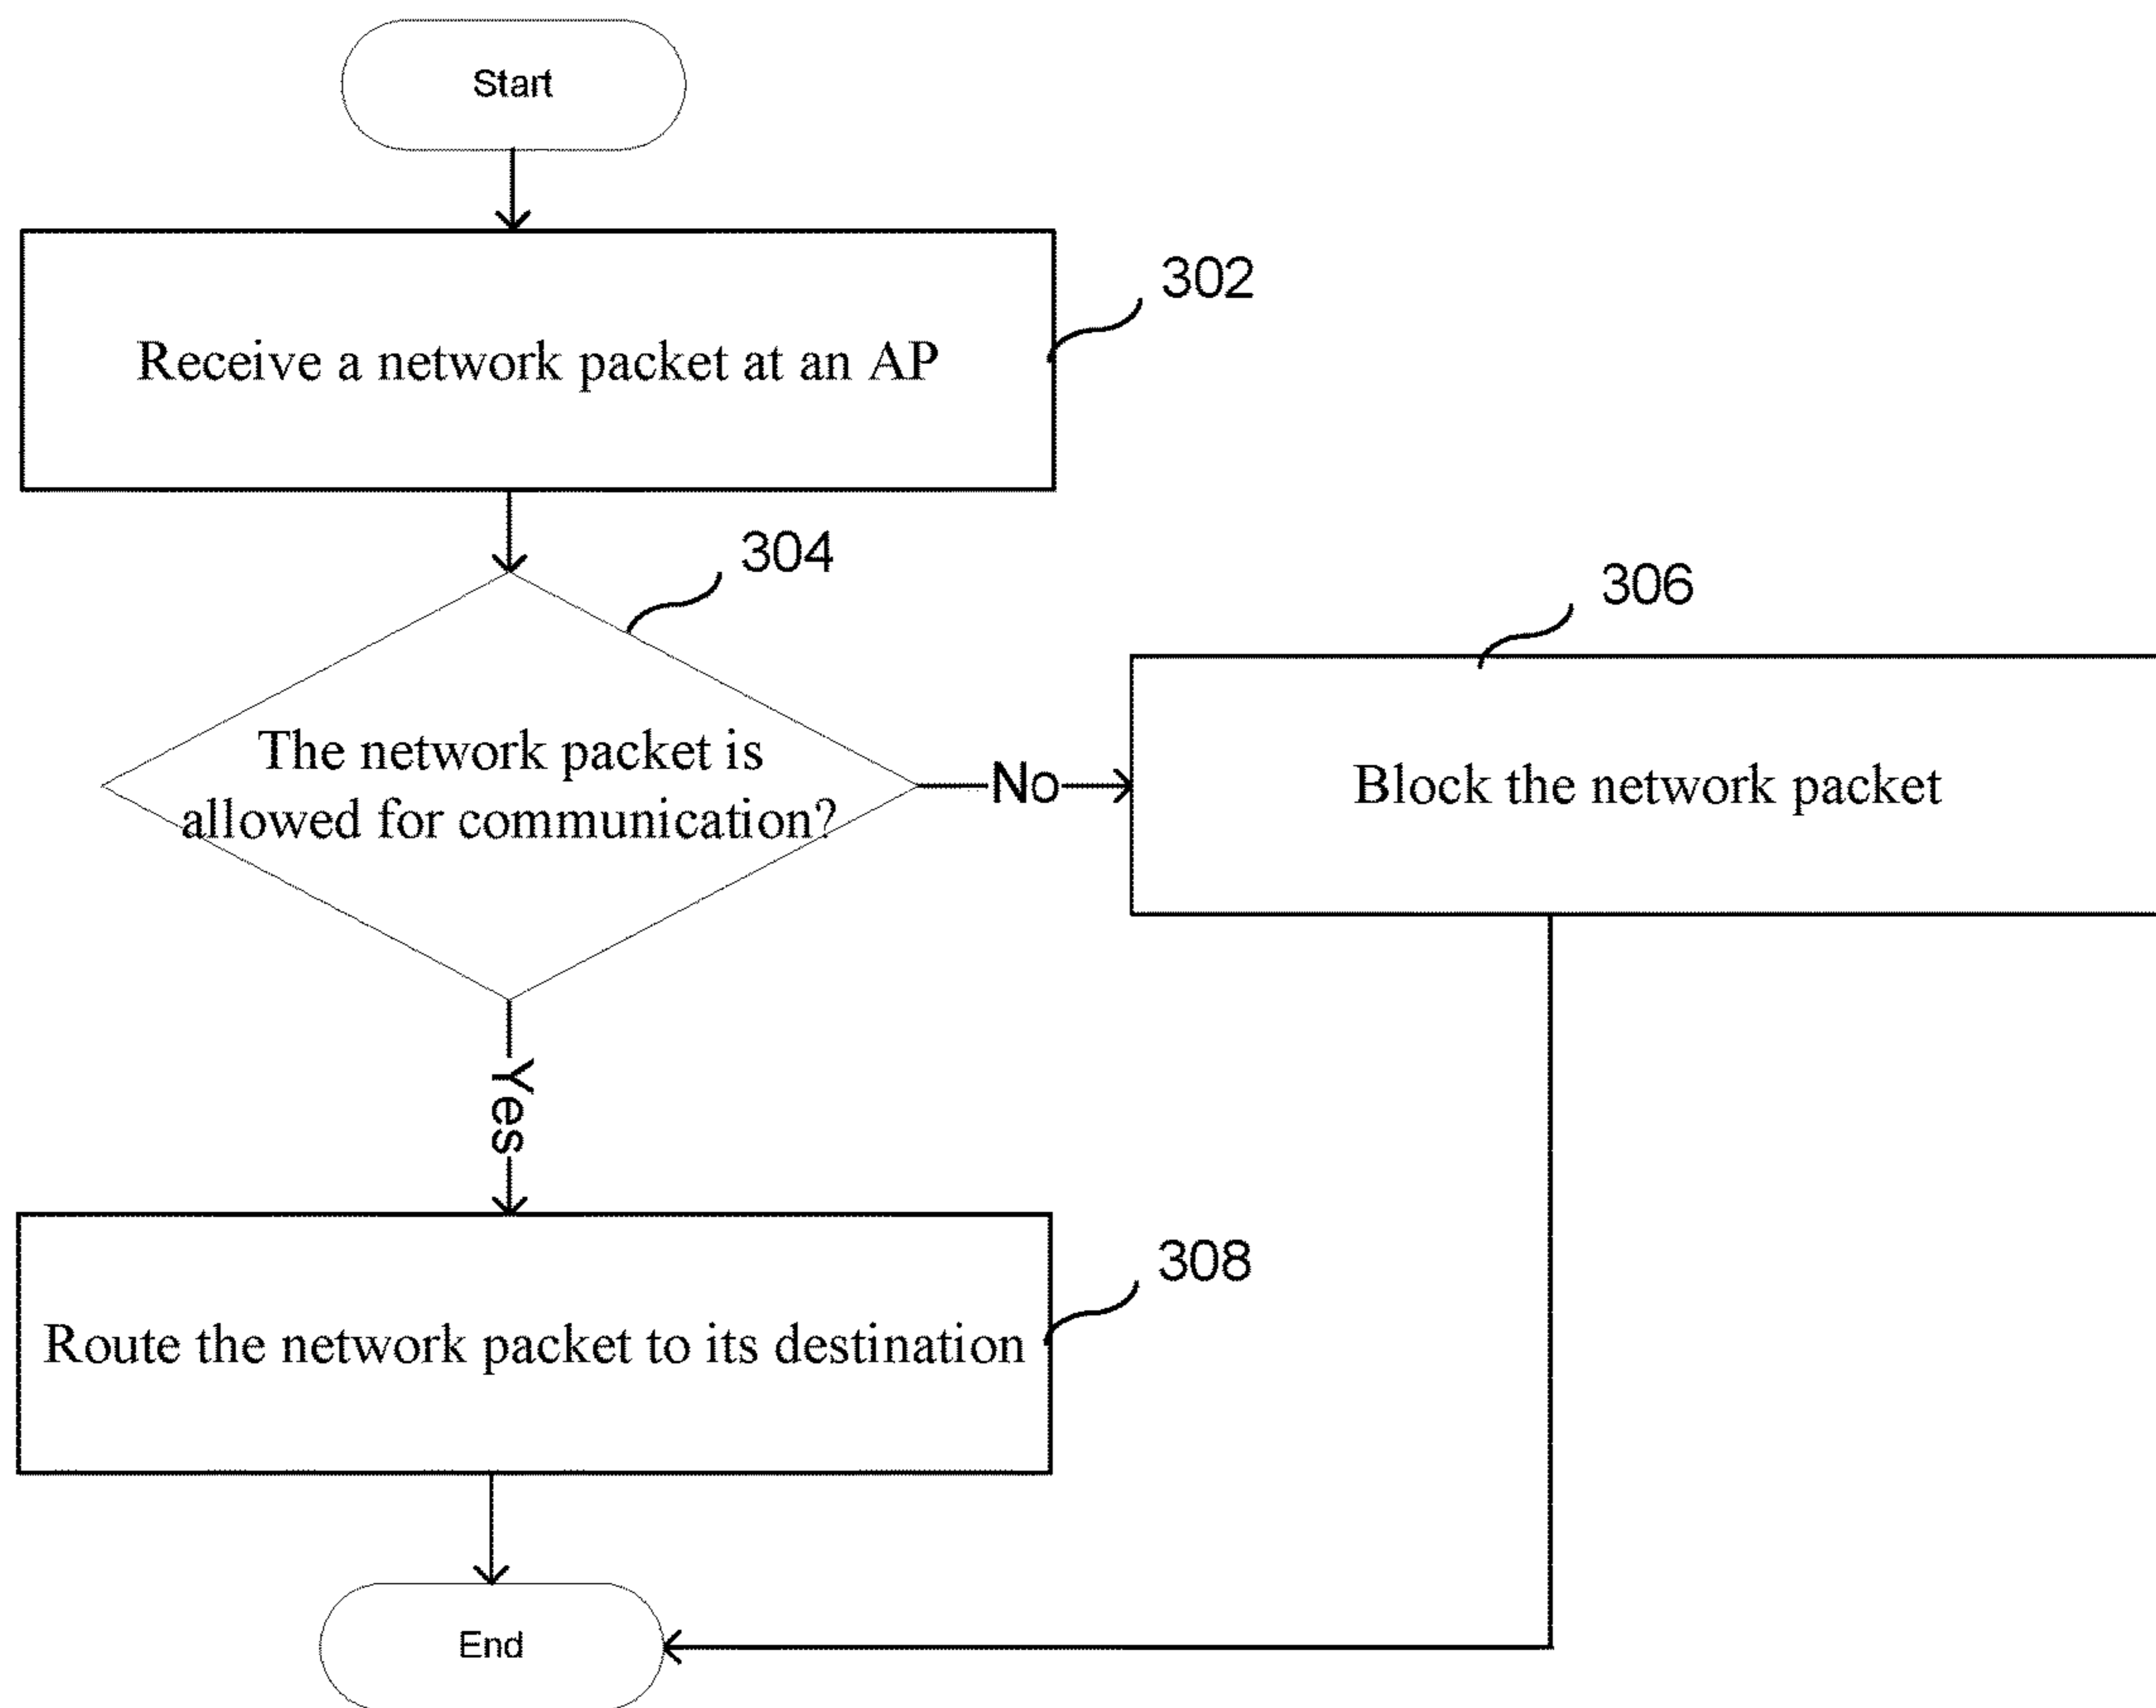 Start
302
Receive a network packet at an AP
304
306
The network packet is
allowed for communication?
No
Block the network packet
Yes
308
Route the network packet to its destination
End